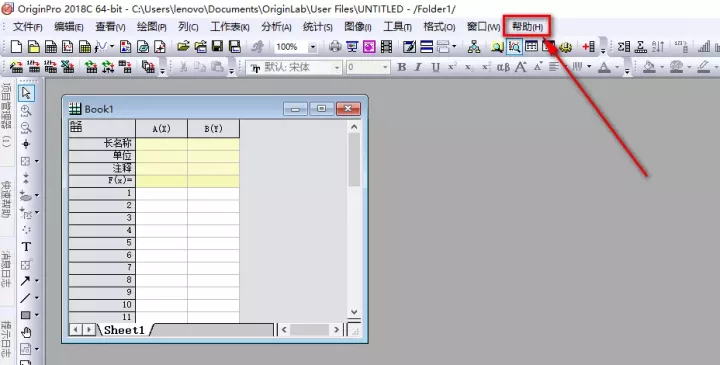 OriginPro 2018C 64-bit - C:\Users\lenovo\Documents\OriginLab\User Files\UNTITLED - /Folder1/
文件(F) 编辑(E) 查看(V) 绘图(P) 列(C) 工作表(K) 分析(A) 统计(S) 图像(I) 工具(T) 格式(O) 窗口(W) 帮助(H)
100%
默认: 宋体 0 B I U x² x₂ αβ A A
项目管理器 (1)
快速帮助
消息日志
提示日志
T
Book1
A(X) B(Y)
长名称
单位
注释
F(x)=
1
2
3
4
5
6
7
8
9
10
11
Sheet1